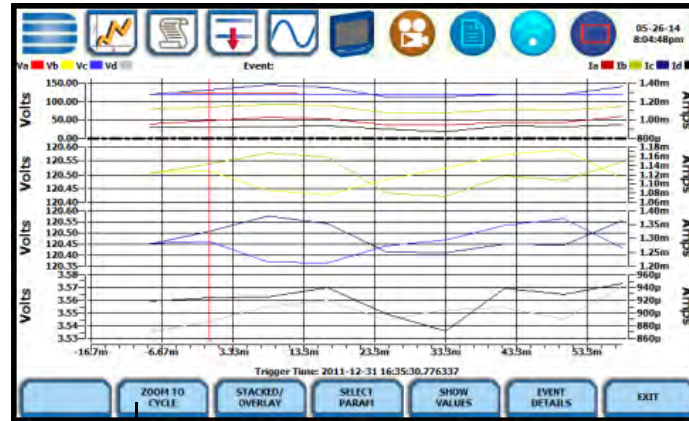 05-26-14
8:04:48pm
Va Vb Vc Vd Event: Ia Ib Ic Id
150.00 1.40m
100.00 1.20m
50.00 1.00m
0.00 800µ
Volts Amps
120.60 1.18m
1.16m
120.55 1.14m
120.50 1.12m
1.10m
120.45 1.08m
120.40 1.06m
Volts Amps
120.60 1.40m
120.55 1.35m
120.50 1.30m
120.45
120.40 1.25m
120.35 1.20m
Volts Amps
3.58 960µ
3.57 940µ
3.56 920µ
3.55 900µ
3.54 880µ
3.53 860µ
Volts Amps
-16.7m -6.67m 3.33m 13.3m 23.3m 33.3m 43.3m 53.3m
Trigger Time: 2011-12-31 16:35:30.776337
ZOOM TO CYCLE
STACKED/ OVERLAY
SELECT PARAM
SHOW VALUES
EVENT DETAILS
EXIT